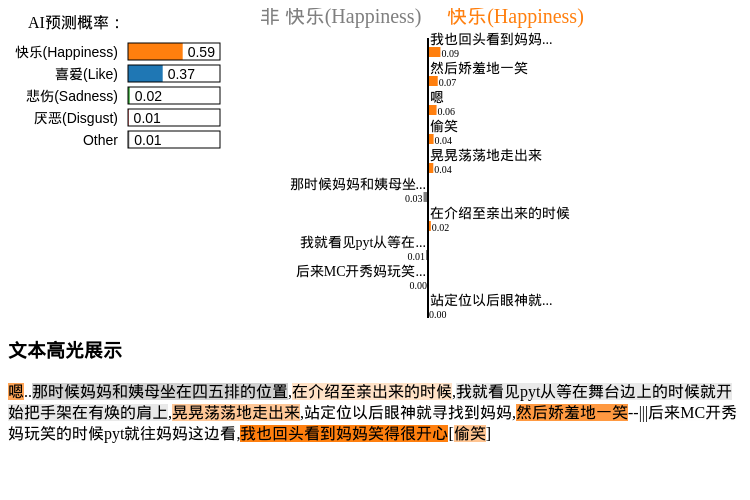 AI预测概率：
快乐(Happiness) 0.59
喜爱(Like) 0.37
悲伤(Sadness) 0.02
厌恶(Disgust) 0.01
Other 0.01
非 快乐(Happiness) 快乐(Happiness)
我也回头看到妈妈...
0.09
然后娇羞地一笑
0.07
嗯
0.06
偷笑
0.04
晃晃荡荡地走出来
0.04
那时候妈妈和姨母坐...
0.03
在介绍至亲出来的时候
0.02
我就看见pyt从等在...
0.01
后来MC开秀妈玩笑...
0.00
站定位以后眼神就...
0.00
文本高光展示
嗯..那时候妈妈和姨母坐在四五排的位置,在介绍至亲出来的时候,我就看见pyt从等在舞台边上的时候就开
始把手架在有焕的肩上,晃晃荡荡地走出来,站定位以后眼神就寻找到妈妈,然后娇羞地一笑--|||后来MC开秀
妈玩笑的时候pyt就往妈妈这边看,我也回头看到妈妈笑得很开心[偷笑]